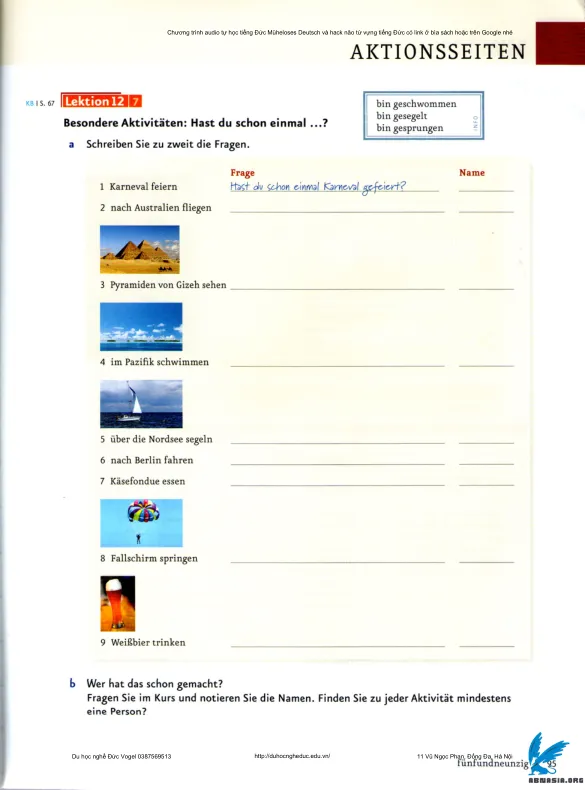 Chương trình audio tự học tiếng Đức Müheloses Deutsch và hack não từ vựng tiếng Đức có link ở bìa sách hoặc trên Google nhé
AKTIONSSEITEN
KB | S. 67 Lektion 12 7
Besondere Aktivitäten: Hast du schon einmal ...?
bin geschwommen
bin gesegelt
bin gesprungen
INFO
a Schreiben Sie zu zweit die Fragen.
Frage Name
1 Karneval feiern Hast du schon einmal Karneval gefeiert?
2 nach Australien fliegen
3 Pyramiden von Gizeh sehen
4 im Pazifik schwimmen
5 über die Nordsee segeln
6 nach Berlin fahren
7 Käsefondue essen
8 Fallschirm springen
9 Weißbier trinken
b Wer hat das schon gemacht?
Fragen Sie im Kurs und notieren Sie die Namen. Finden Sie zu jeder Aktivität mindestens
eine Person?
Du học nghề Đức Vogel 0387569513 http://duhocngheduc.edu.vn/ 11 Vũ Ngọc Phan, Đống Đa, Hà Nội
fünfundneunzig 95